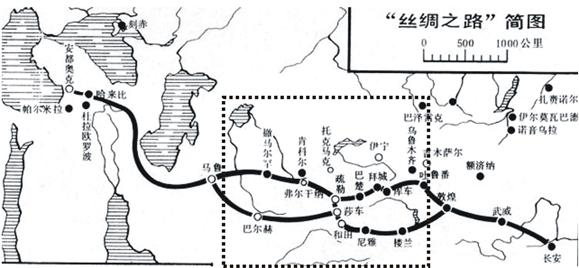 “丝绸之路”简图
0 500 1000公里
刻赤
安都奥克
哈来比
帕尔米拉
杜拉欧罗波
马鲁
撒马尔干
肯科尔
弗尔干纳
托克马克
疏勒
巴楚
伊宁
拜城
库车
乌鲁木齐
吉木萨尔
吐鲁番
巴泽雷克
扎赉诺尔
伊尔莫瓦巴德
诺音乌拉
额济纳
敦煌
武威
长安
巴尔赫
莎车
和田
尼雅
楼兰